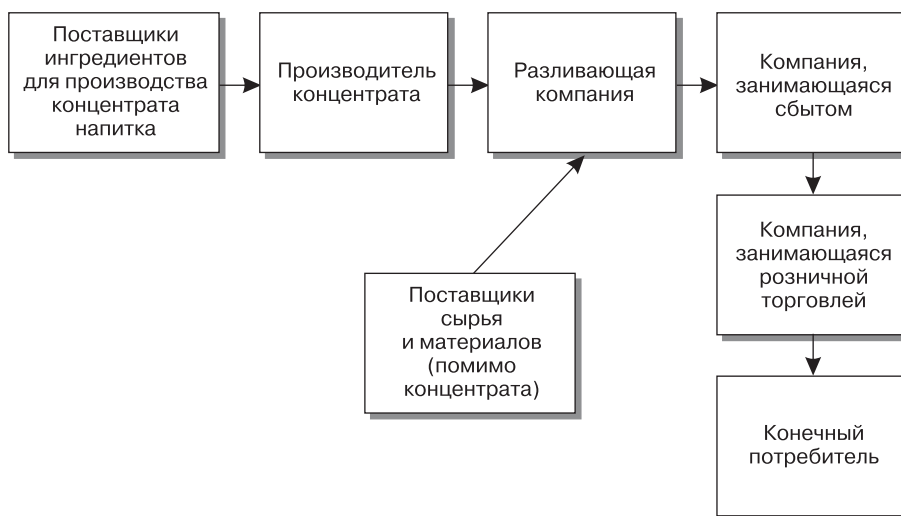 Поставщики
ингредиентов
для производства
концентрата
напитка
Производитель
концентрата
Разливающая
компания
Компания,
занимающаяся
сбытом
Компания,
занимающаяся
розничной
торговлей
Поставщики
сырья
и материалов
(помимо
концентрата)
Конечный
потребитель